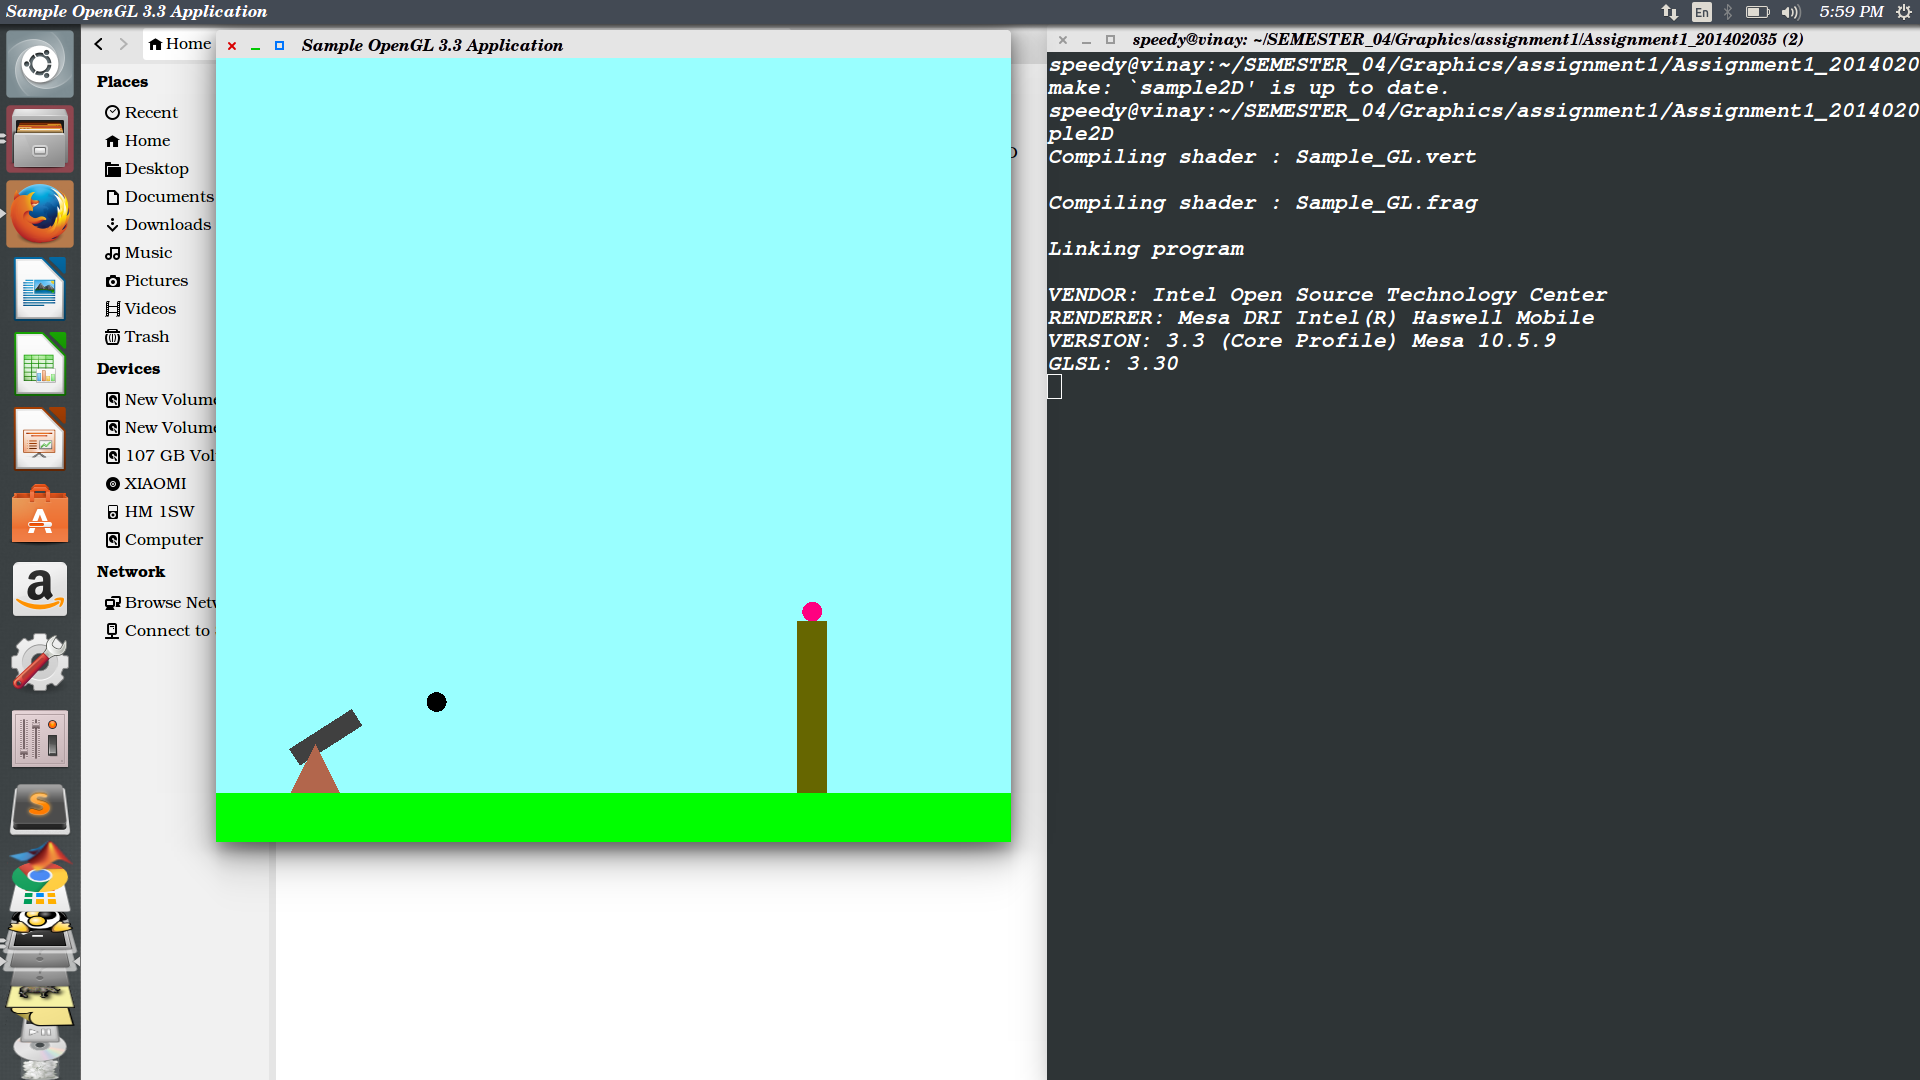 Sample OpenGL 3.3 Application
En
5:59 PM
Home
Places
Recent
Home
Desktop
Documents
Downloads
Music
Pictures
Videos
Trash
Devices
New Volume
New Volume
107 GB Vol
XIAOMI
HM 1SW
Computer
Network
Browse Netw
Connect to
Sample OpenGL 3.3 Application
speedy@vinay: ~/SEMESTER_04/Graphics/assignment1/Assignment1_201402035 (2)
speedy@vinay:~/SEMESTER_04/Graphics/assignment1/Assignment1_2014020
make: `sample2D' is up to date.
speedy@vinay:~/SEMESTER_04/Graphics/assignment1/Assignment1_2014020
ple2D
Compiling shader : Sample_GL.vert
Compiling shader : Sample_GL.frag
Linking program
VENDOR: Intel Open Source Technology Center
RENDERER: Mesa DRI Intel(R) Haswell Mobile
VERSION: 3.3 (Core Profile) Mesa 10.5.9
GLSL: 3.30